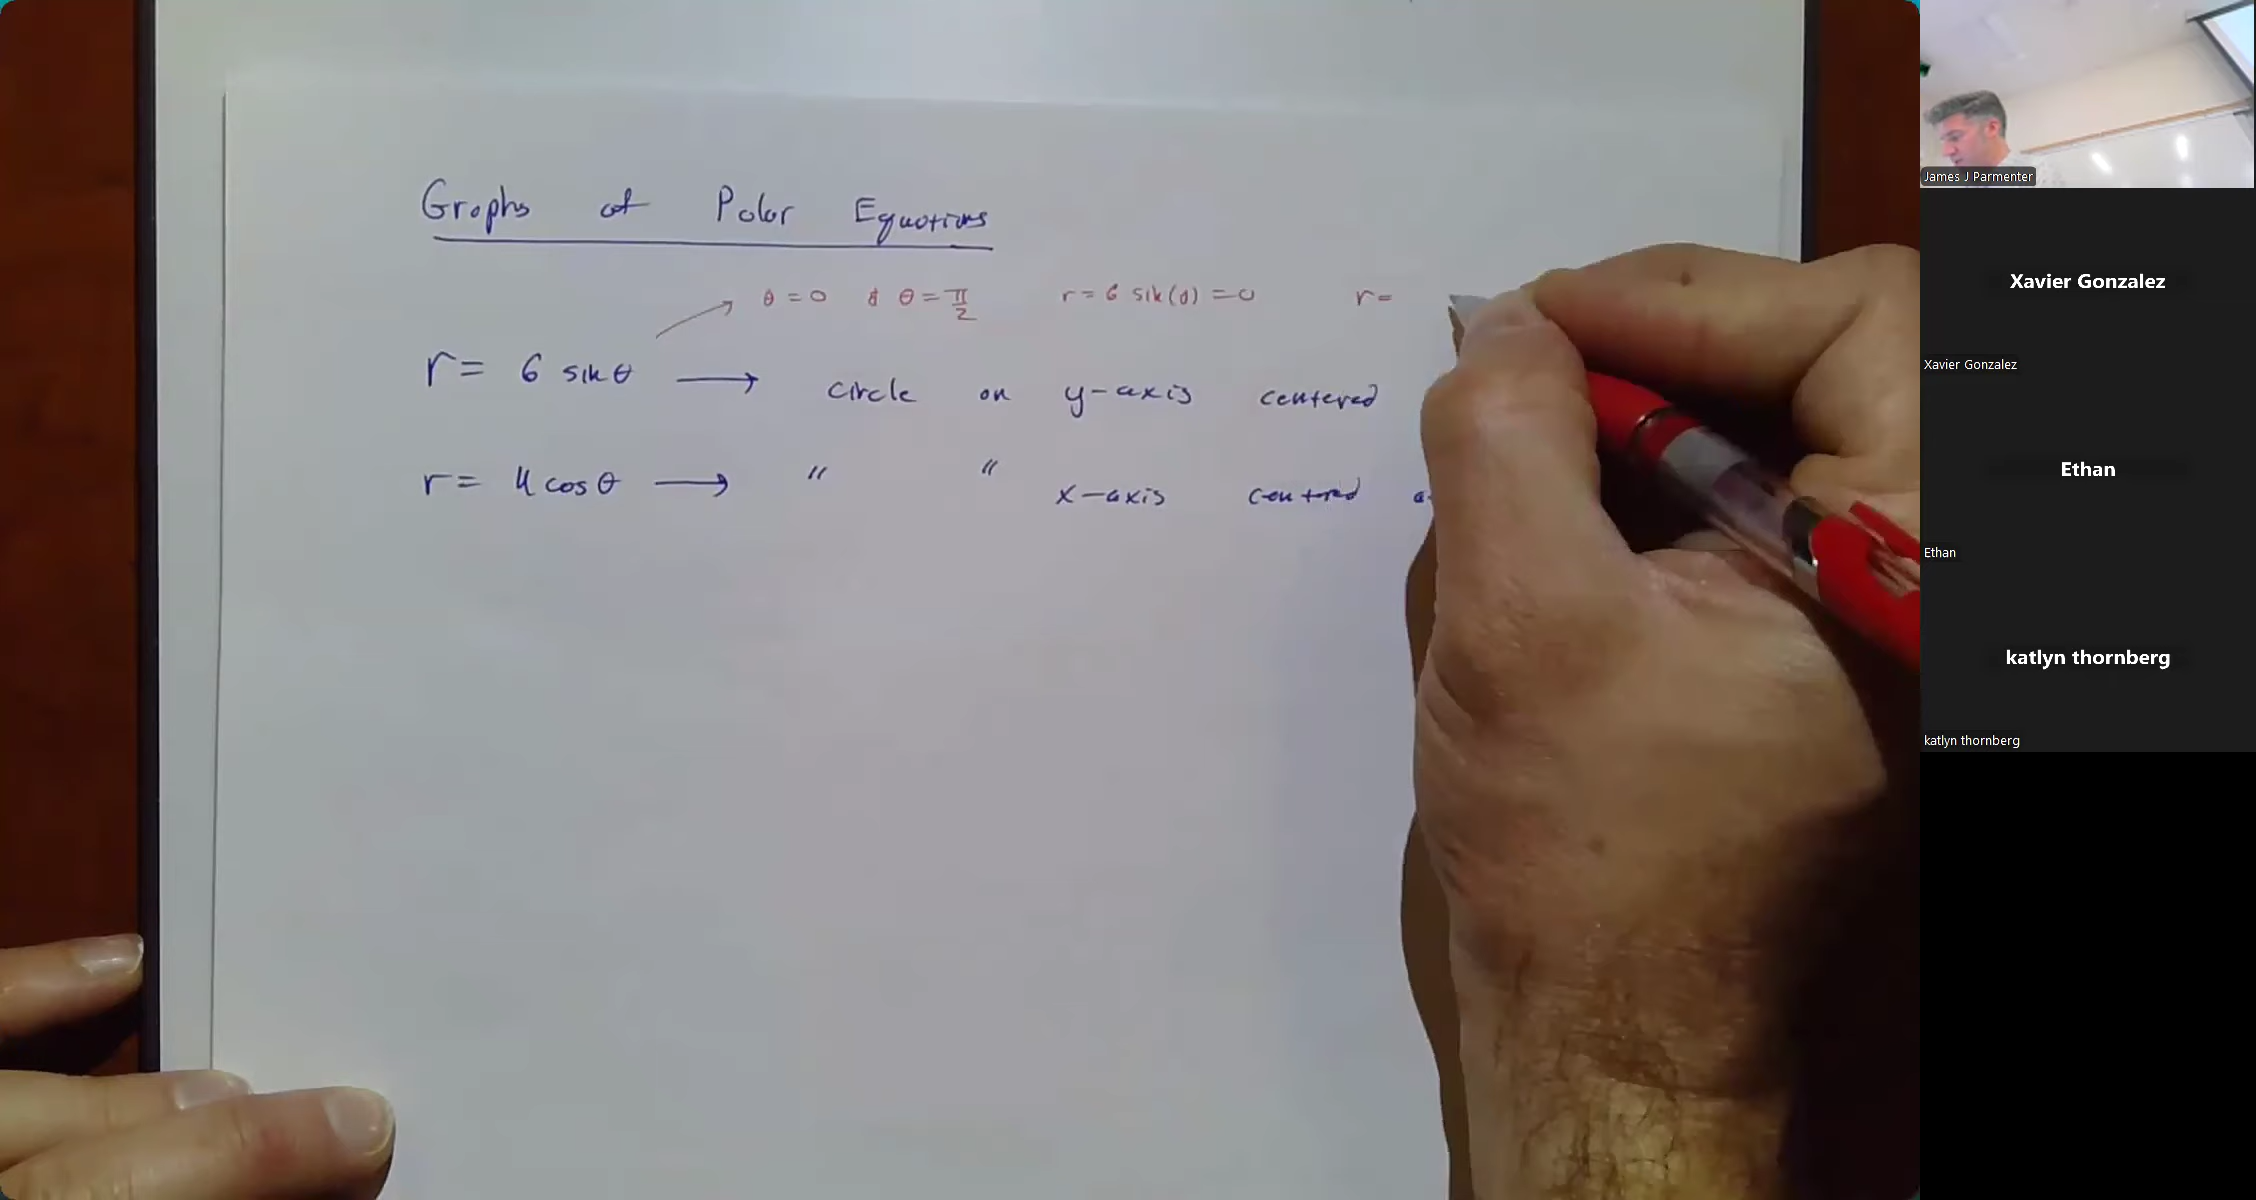 Graphs of Polar Equations
θ = 0 & θ = π/2 r = 6 sin(0) = 0 r =
r = 6 sin θ → circle on y-axis centered
r = 4 cos θ → " " x-axis centered a
James J Parmenter
Xavier Gonzalez
Xavier Gonzalez
Ethan
Ethan
katlyn thornberg
katlyn thornberg